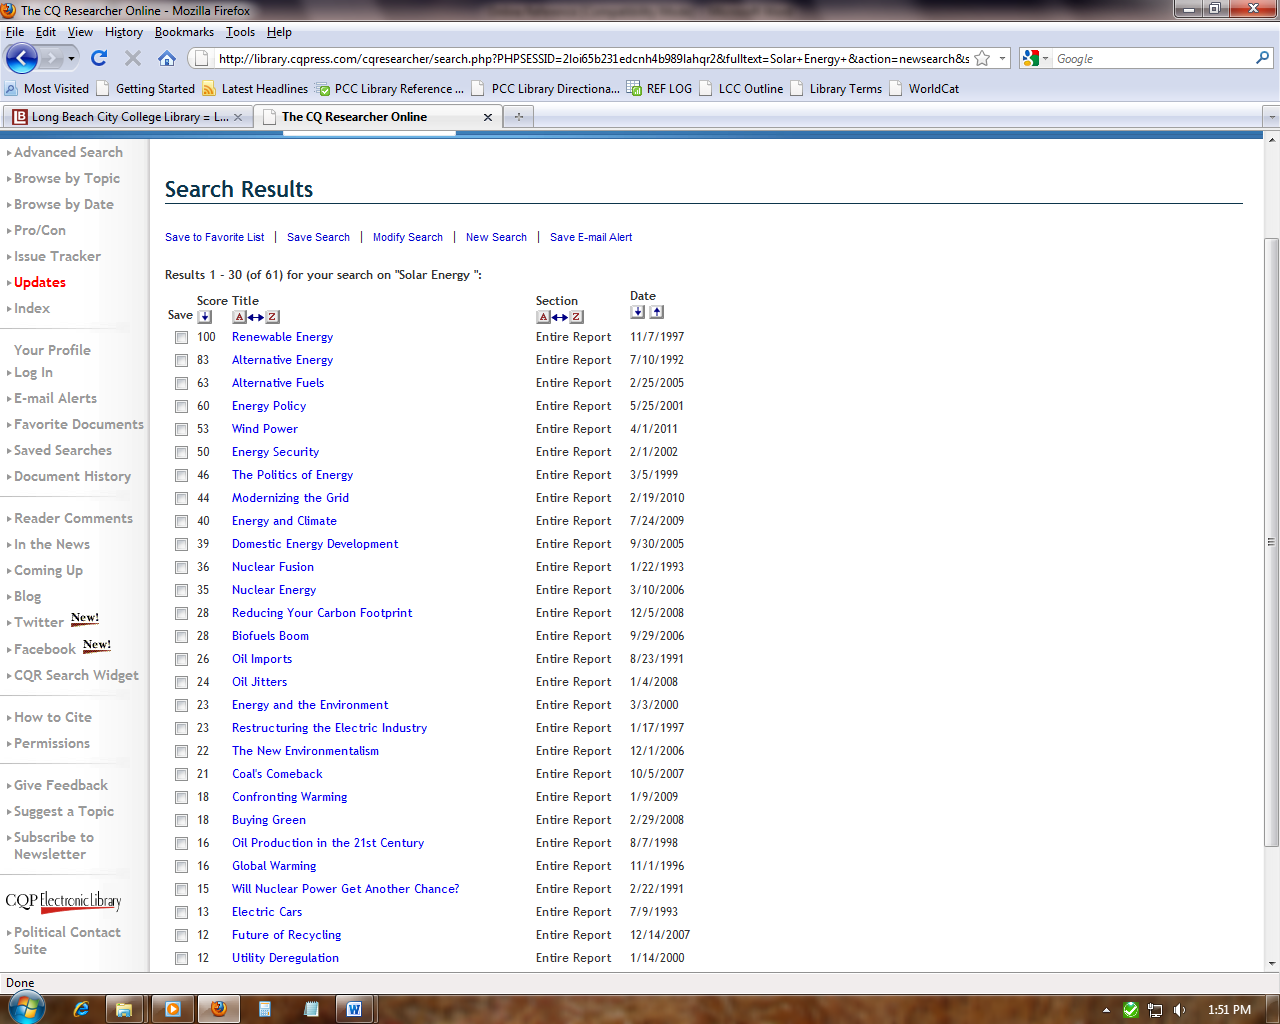 The CQ Researcher Online - Mozilla Firefox
File Edit View History Bookmarks Tools Help
http://library.cqpress.com/cqresearcher/search.php?PHPSESSID=2loi65b231edcnh4b989lahqr2&fulltext=Solar+Energy+&action=newsearch&s Google
Most Visited Getting Started Latest Headlines PCC Library Reference ... PCC Library Directiona... REF LOG LCC Outline Library Terms WorldCat
LB Long Beach City College Library = L... The CQ Researcher Online
Advanced Search
Browse by Topic
Browse by Date
Pro/Con
Issue Tracker
Updates
Index
Your Profile
Log In
E-mail Alerts
Favorite Documents
Saved Searches
Document History
Reader Comments
In the News
Coming Up
Blog
Twitter New!
Facebook New!
CQR Search Widget
How to Cite
Permissions
Give Feedback
Suggest a Topic
Subscribe to
Newsletter
CQP Electronic Library
Political Contact
Suite
Search Results
Save to Favorite List | Save Search | Modify Search | New Search | Save E-mail Alert
Results 1 - 30 (of 61) for your search on "Solar Energy ":
Save Score Title Section Date
A Z A Z
100 Renewable Energy Entire Report 11/7/1997
83 Alternative Energy Entire Report 7/10/1992
63 Alternative Fuels Entire Report 2/25/2005
60 Energy Policy Entire Report 5/25/2001
53 Wind Power Entire Report 4/1/2011
50 Energy Security Entire Report 2/1/2002
46 The Politics of Energy Entire Report 3/5/1999
44 Modernizing the Grid Entire Report 2/19/2010
40 Energy and Climate Entire Report 7/24/2009
39 Domestic Energy Development Entire Report 9/30/2005
36 Nuclear Fusion Entire Report 1/22/1993
35 Nuclear Energy Entire Report 3/10/2006
28 Reducing Your Carbon Footprint Entire Report 12/5/2008
28 Biofuels Boom Entire Report 9/29/2006
26 Oil Imports Entire Report 8/23/1991
24 Oil Jitters Entire Report 1/4/2008
23 Energy and the Environment Entire Report 3/3/2000
23 Restructuring the Electric Industry Entire Report 1/17/1997
22 The New Environmentalism Entire Report 12/1/2006
21 Coal's Comeback Entire Report 10/5/2007
18 Confronting Warming Entire Report 1/9/2009
18 Buying Green Entire Report 2/29/2008
16 Oil Production in the 21st Century Entire Report 8/7/1998
16 Global Warming Entire Report 11/1/1996
15 Will Nuclear Power Get Another Chance? Entire Report 2/22/1991
13 Electric Cars Entire Report 7/9/1993
12 Future of Recycling Entire Report 12/14/2007
12 Utility Deregulation Entire Report 1/14/2000
Done
1:51 PM